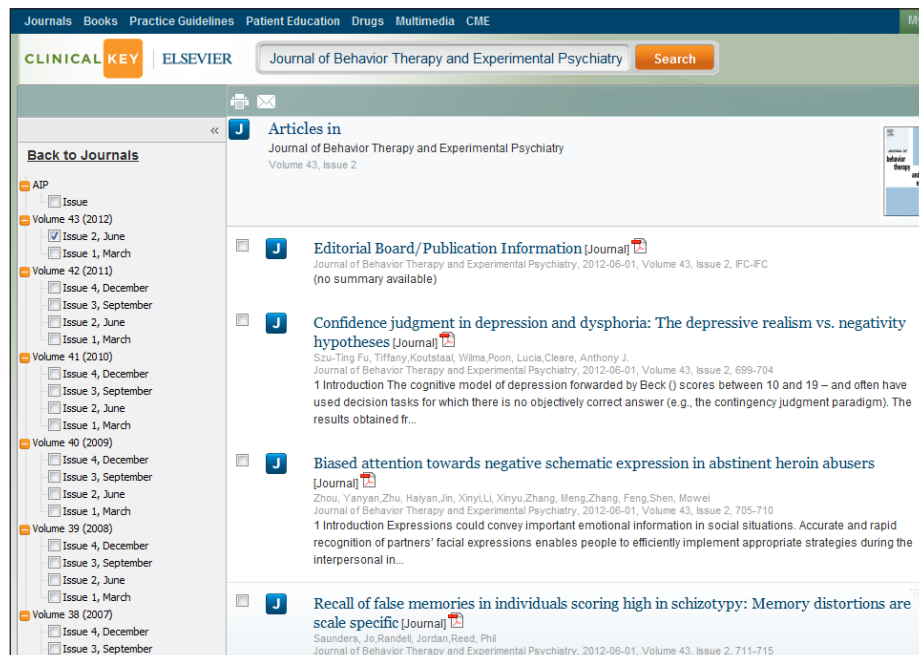 Journals Books Practice Guidelines Patient Education Drugs Multimedia CME
CLINICAL KEY ELSEVIER
Journal of Behavior Therapy and Experimental Psychiatry
Search
«
Back to Journals
AIP
Issue
Volume 43 (2012)
Issue 2, June
Issue 1, March
Volume 42 (2011)
Issue 4, December
Issue 3, September
Issue 2, June
Issue 1, March
Volume 41 (2010)
Issue 4, December
Issue 3, September
Issue 2, June
Issue 1, March
Volume 40 (2009)
Issue 4, December
Issue 3, September
Issue 2, June
Issue 1, March
Volume 39 (2008)
Issue 4, December
Issue 3, September
Issue 2, June
Issue 1, March
Volume 38 (2007)
Issue 4, December
Issue 3, September
J Articles in
Journal of Behavior Therapy and Experimental Psychiatry
Volume 43, Issue 2
behavior
therapy
J Editorial Board/Publication Information [Journal]
Journal of Behavior Therapy and Experimental Psychiatry, 2012-06-01, Volume 43, Issue 2, IFC-IFC
(no summary available)
J Confidence judgment in depression and dysphoria: The depressive realism vs. negativity
hypotheses [Journal]
Szu-Ting Fu, Tiffany,Koutstaal, Wilma,Poon, Lucia,Cleare, Anthony J.
Journal of Behavior Therapy and Experimental Psychiatry, 2012-06-01, Volume 43, Issue 2, 699-704
1 Introduction The cognitive model of depression forwarded by Beck () scores between 10 and 19 – and often have
used decision tasks for which there is no objectively correct answer (e.g., the contingency judgment paradigm). The
results obtained fr...
J Biased attention towards negative schematic expression in abstinent heroin abusers
[Journal]
Zhou, Yanyan,Zhu, Haiyan,Jin, Xinyi,Li, Xinyu,Zhang, Meng,Zhang, Feng,Shen, Mowei
Journal of Behavior Therapy and Experimental Psychiatry, 2012-06-01, Volume 43, Issue 2, 705-710
1 Introduction Expressions could convey important emotional information in social situations. Accurate and rapid
recognition of partners' facial expressions enables people to efficiently implement appropriate strategies during the
interpersonal in...
J Recall of false memories in individuals scoring high in schizotypy: Memory distortions are
scale specific [Journal]
Saunders, Jo,Randell, Jordan,Reed, Phil
Journal of Behavior Therapy and Experimental Psychiatry, 2012-06-01, Volume 43, Issue 2, 711-715